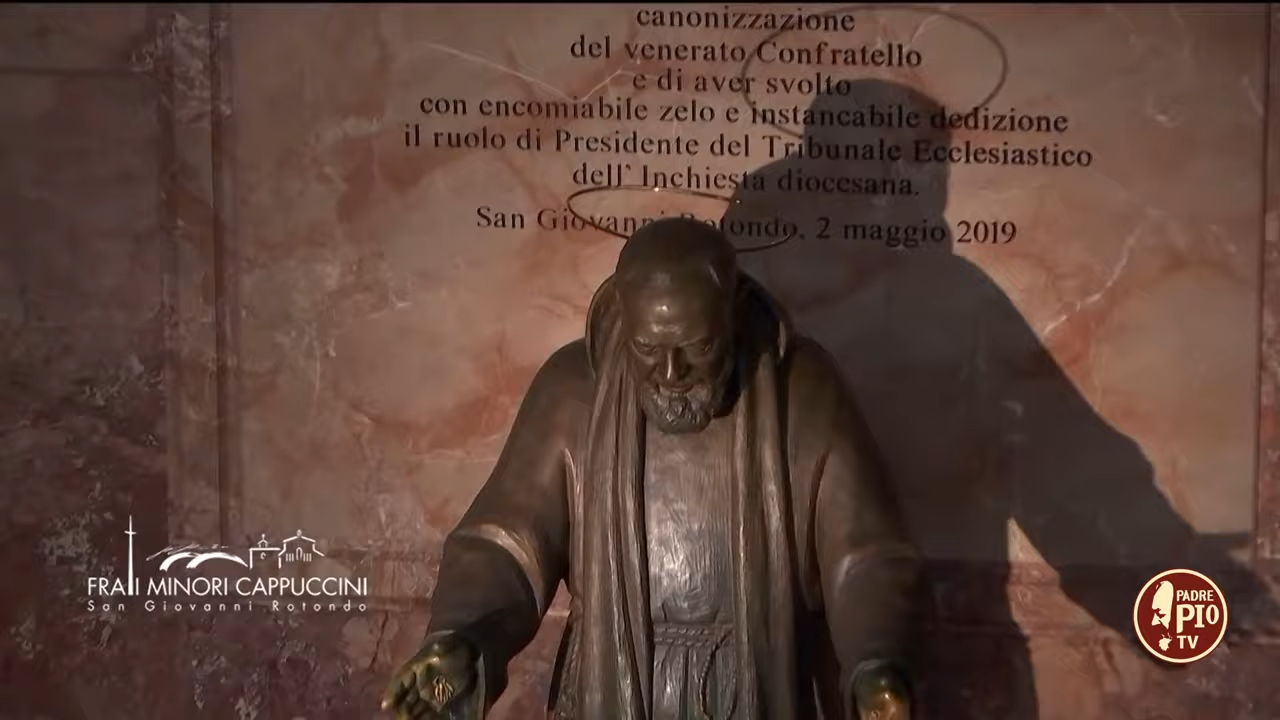 canonizzazione
del venerato Confratello
e di aver svolto
con encomiabile zelo e instancabile dedizione
il ruolo di Presidente del Tribunale Ecclesiastico
dell' Inchiesta diocesana.
San Giovanni Rotondo, 2 maggio 2019
FRATI MINORI CAPPUCCINI
San Giovanni Rotondo
PADRE
PIO
TV